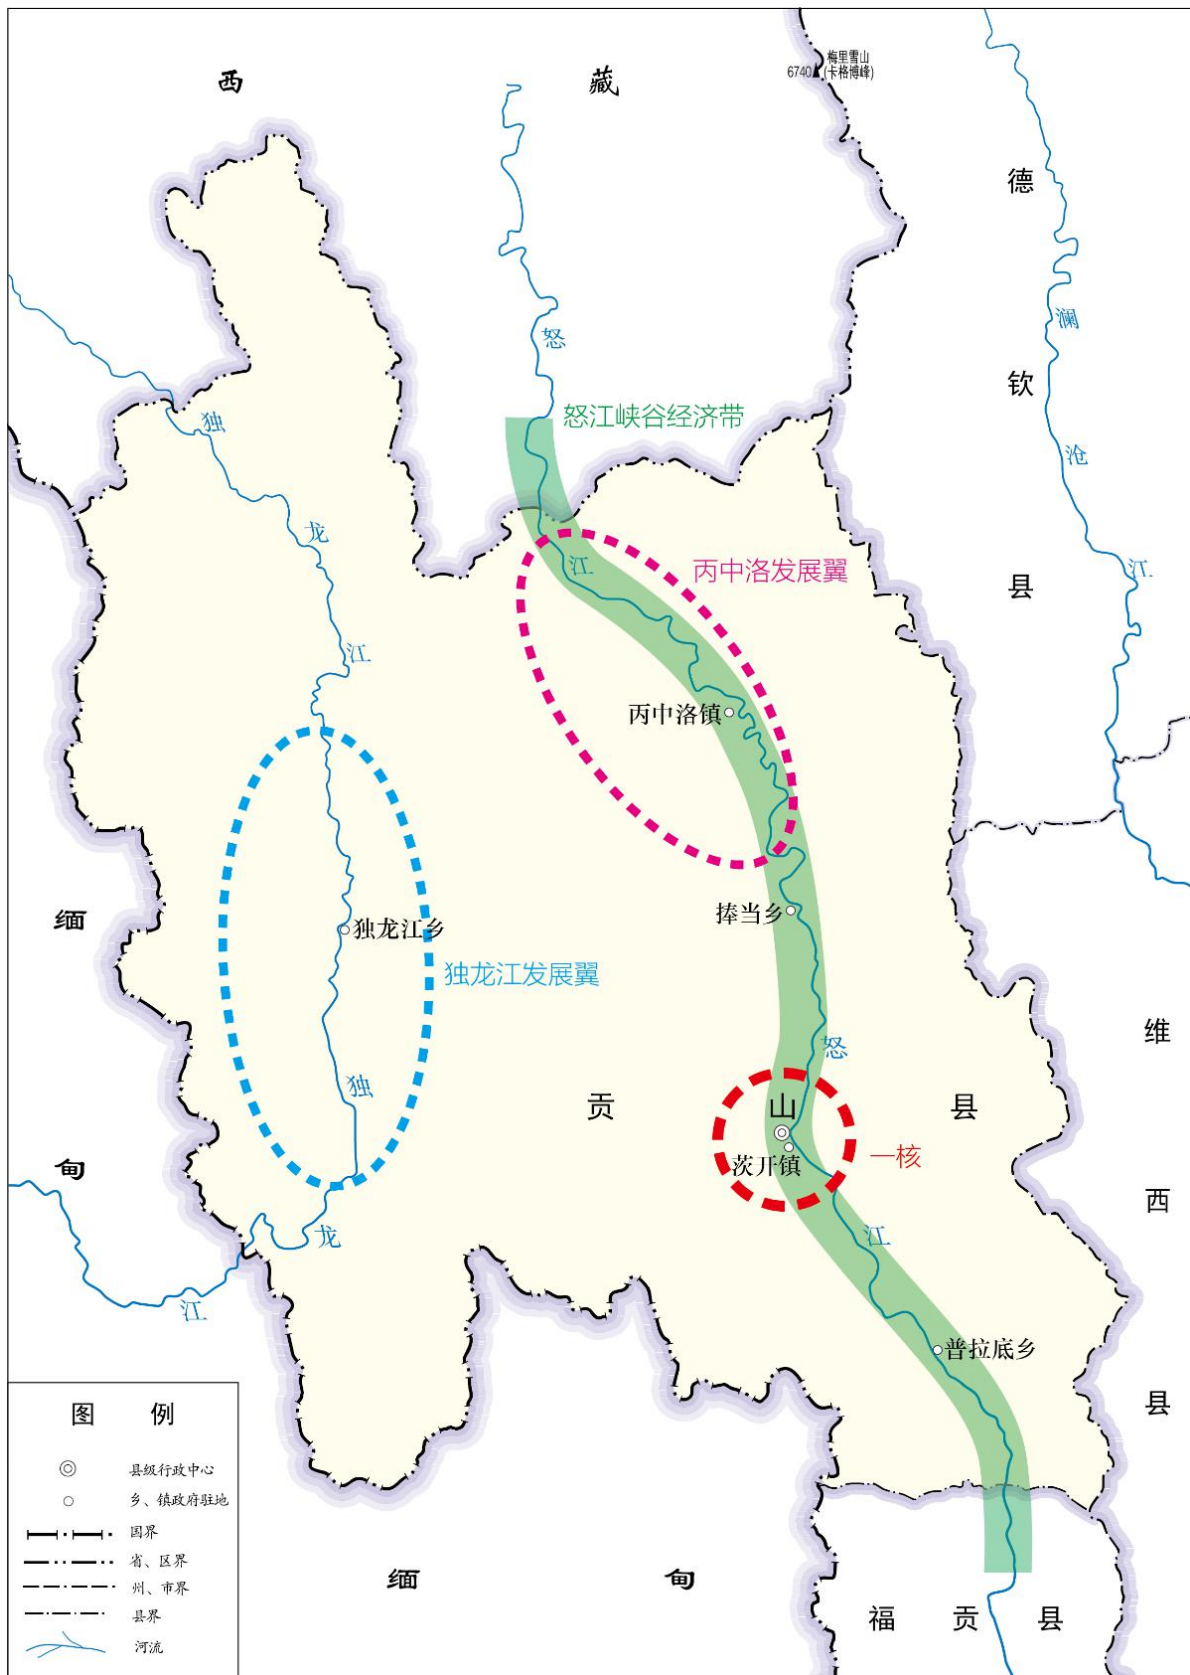 西 藏
梅里雪山
6740 (卡格博峰)
德
钦
县
澜
沧
江
怒
怒江峡谷经济带
独
龙
江
江
丙中洛发展翼
丙中洛镇
捧当乡
独龙江乡
独龙江发展翼
缅
甸
维
西
县
怒
独
贡 山 县
茨开镇
一核
龙
江
江
普拉底乡
图 例
县级行政中心
乡、镇政府驻地
国界
省、区界
州、市界
县界
河流
缅 甸
福 贡 县